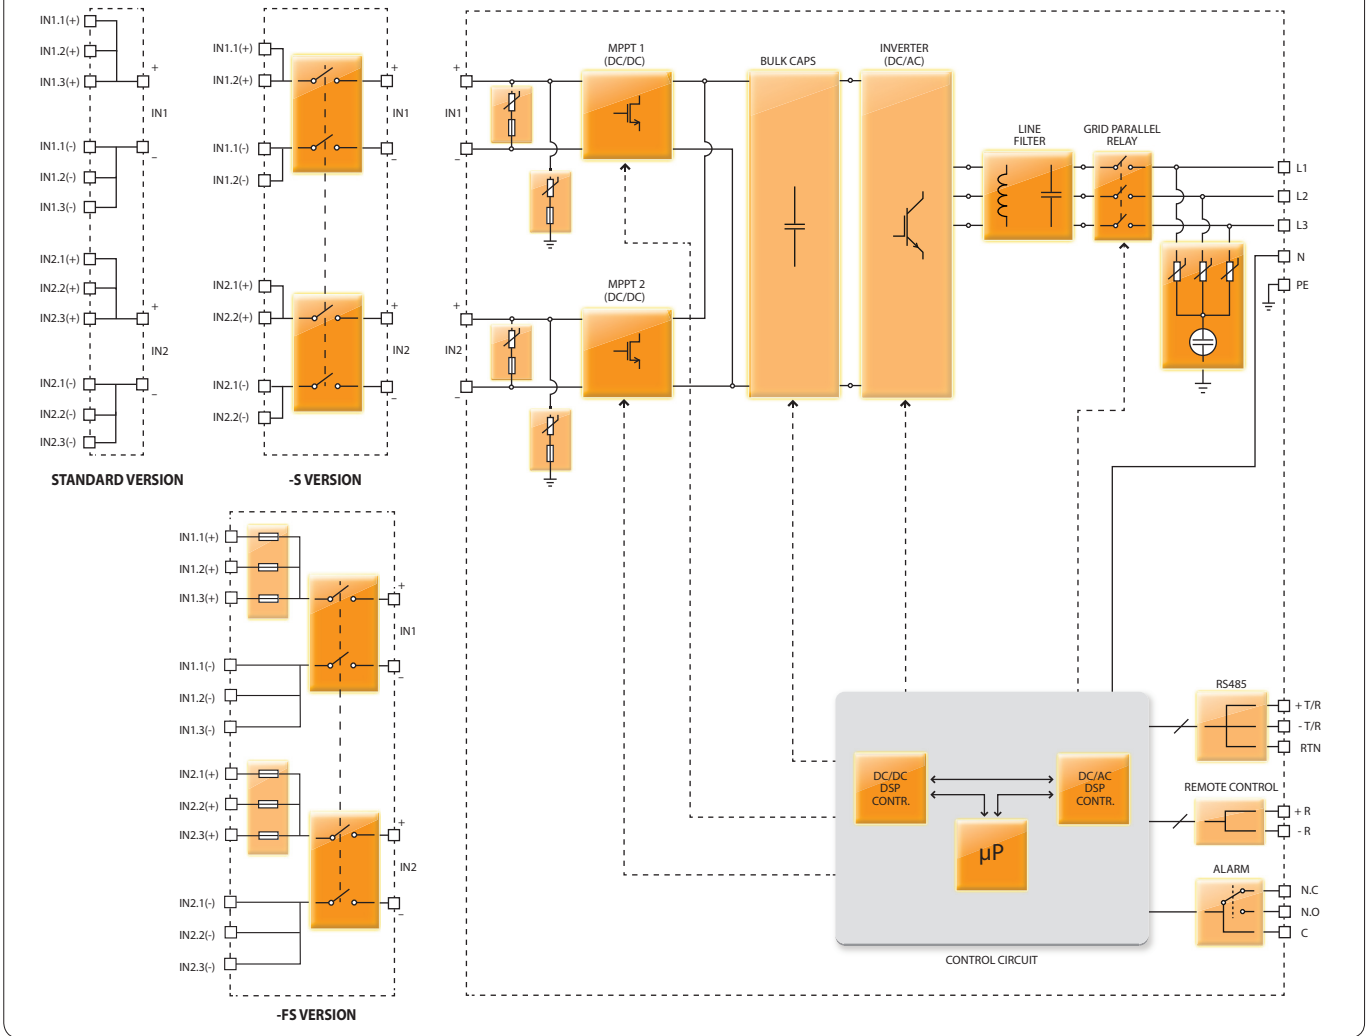 IN1.1(+)
IN1.2(+)
IN1.3(+)
+
IN1
IN1.1(-)
–
IN1.2(-)
IN1.3(-)
IN2.1(+)
IN2.2(+)
+
IN2.3(+)
IN2
IN2.1(-)
–
IN2.2(-)
IN2.3(-)
STANDARD VERSION
IN1.1(+)
+
IN1.2(+)
IN1
IN1.1(-)
–
IN1.2(-)
IN2.1(+)
+
IN2.2(+)
IN2
IN2.1(-)
–
IN2.2(-)
-S VERSION
IN1.1(+)
IN1.2(+)
+
IN1.3(+)
IN1
IN1.1(-)
–
IN1.2(-)
IN1.3(-)
IN2.1(+)
IN2.2(+)
+
IN2.3(+)
IN2
IN2.1(-)
–
IN2.2(-)
IN2.3(-)
-FS VERSION
+
IN1
–
+
IN2
–
MPPT 1
(DC/DC)
MPPT 2
(DC/DC)
BULK CAPS
INVERTER
(DC/AC)
LINE
FILTER
GRID PARALLEL
RELAY
L1
L2
L3
N
PE
DC/DC
DSP
CONTR.
DC/AC
DSP
CONTR.
µP
CONTROL CIRCUIT
RS485
+ T/R
- T/R
RTN
REMOTE CONTROL
+ R
- R
ALARM
N.C
N.O
C